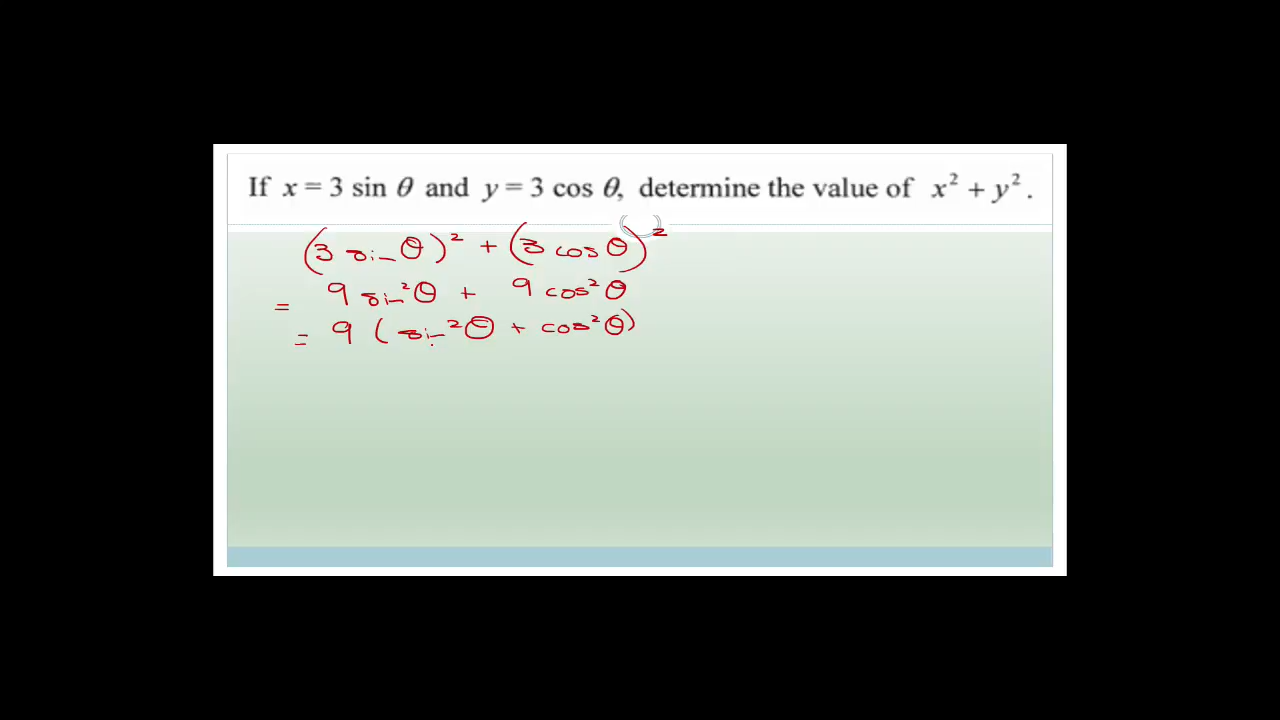 If x = 3 sin θ and y = 3 cos θ, determine the value of x² + y².
(3 sin θ)² + (3 cos θ)²
= 9 sin²θ + 9 cos²θ
= 9 (sin²θ + cos²θ)